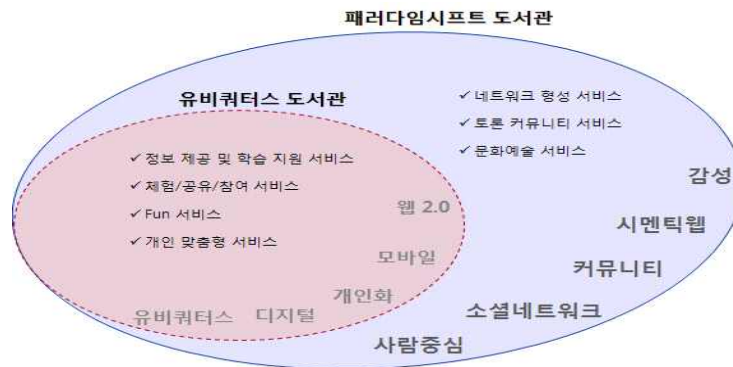 패러다임시프트 도서관
유비쿼터스 도서관
✓ 네트워크 형성 서비스
✓ 토론 커뮤니티 서비스
✓ 문화예술 서비스
✓ 정보 제공 및 학습 지원 서비스
✓ 체험/공유/참여 서비스
✓ Fun 서비스
✓ 개인 맞춤형 서비스
감성
웹 2.0
시멘틱웹
모바일
커뮤니티
개인화
소셜네트워크
유비쿼터스
디지털
사람중심